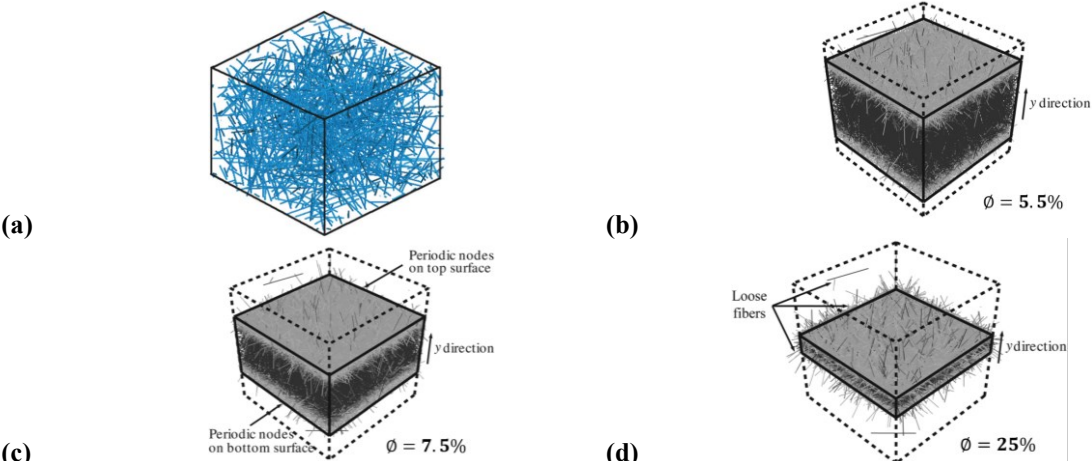 (a)
y direction
∅ = 5.5%
(b)
Periodic nodes
on top surface
y direction
Periodic nodes
on bottom surface
∅ = 7.5%
(c)
Loose
fibers
y direction
∅ = 25%
(d)